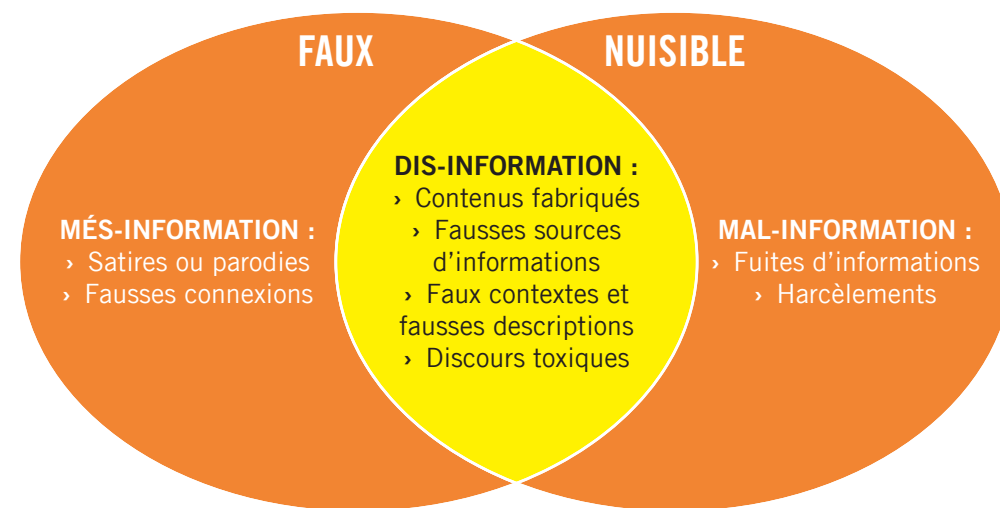 FAUX
NUISIBLE
MÉS-INFORMATION :
› Satires ou parodies
› Fausses connexions
DIS-INFORMATION :
› Contenus fabriqués
› Fausses sources
d’informations
› Faux contextes et
fausses descriptions
› Discours toxiques
MAL-INFORMATION :
› Fuites d’informations
› Harcèlements